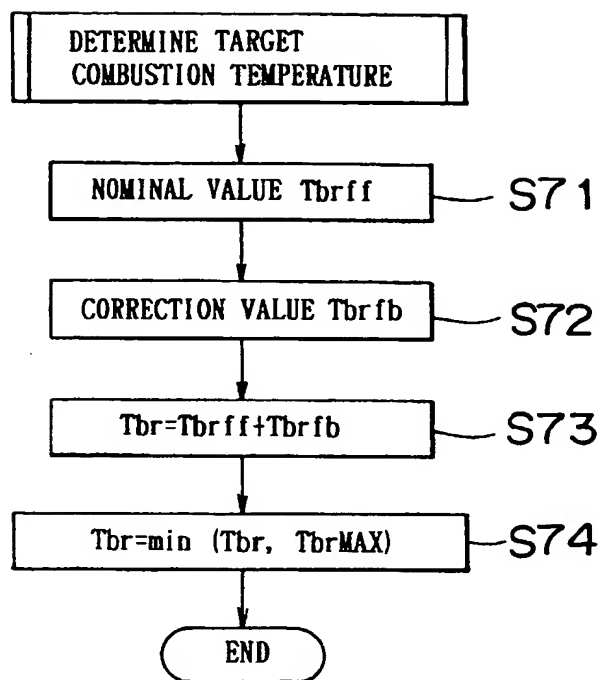 DETERMINE TARGET
COMBUSTION TEMPERATURE
NOMINAL VALUE Tbrff
S71
CORRECTION VALUE Tbrfb
S72
Tbr=Tbrff+Tbrfb
S73
Tbr=min (Tbr, TbrMAX)
S74
END